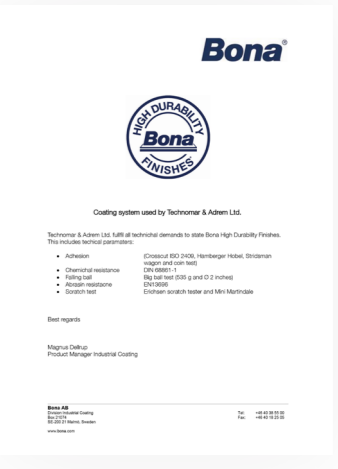 Bona®
HIGH DURABILITY
Bona
FINISHES
Coating system used by Technomar & Adrem Ltd.
Technomar & Adrem Ltd. fullfil all technichal demands to state Bona High Durability Finishes.
This includes techical paramaters:
• Adhesion (Crosscut ISO 2409, Hamberger Hobel, Stridsman
wagon and coin test)
• Chemichal resistance DIN 68861-1
• Falling ball Big ball test (535 g and O 2 inches)
• Abrasin resistacne EN13696
• Scratch test Erichsen scratch tester and Mini Martindale
Best regards
Magnus Dellrup
Product Manager Industrial Coating
Bona AB
Division Industrial Coating
Box 21074
SE-200 21 Malmö, Sweden
Tel: +46 40 38 55 00
Fax: +46 40 18 25 05
www.bona.com